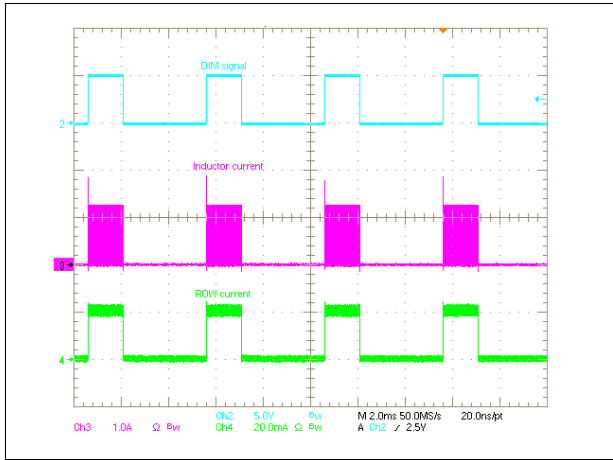 DIM signal
2
Inductor current
3
ROW current
4
Ch2 5.0V Bw M 2.0ms 50.0MS/s 20.0ns/pt
Ch3 1.0A Ω Bw Ch4 20.0mA Ω Bw A Ch2 / 2.5V